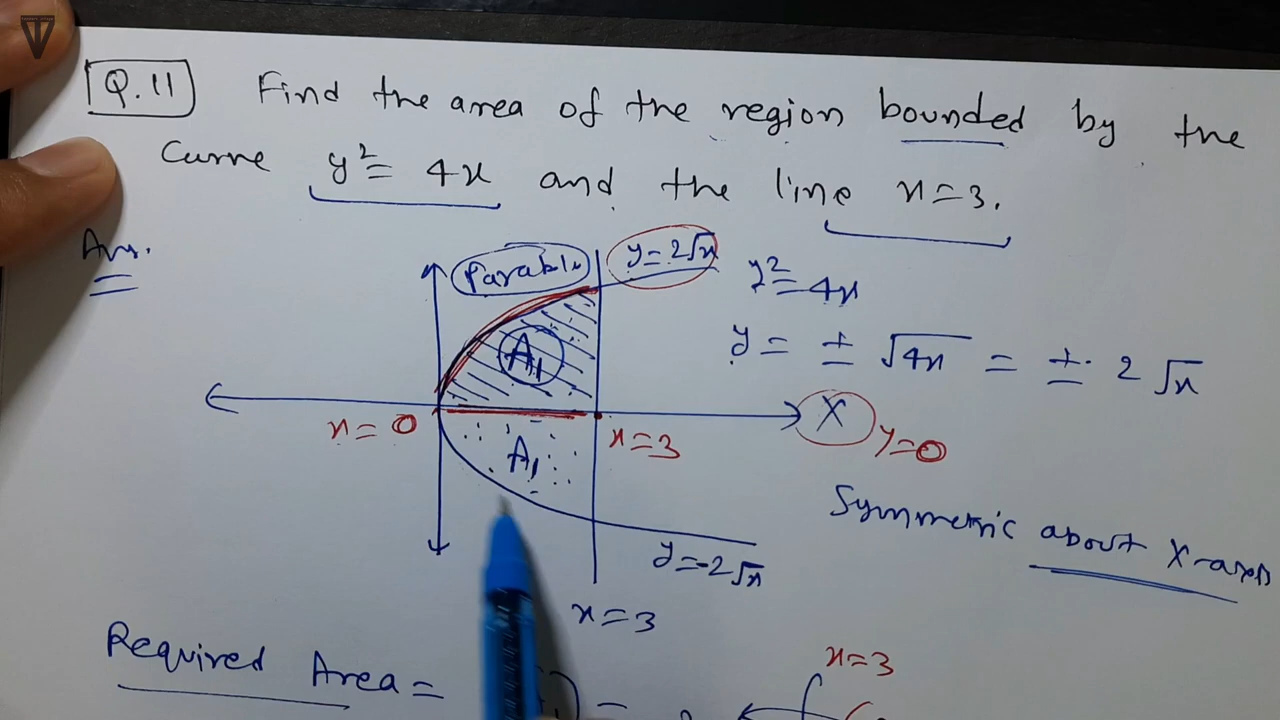 Q.11 Find the area of the region bounded by the
Curve y² = 4x and the line x=3.
Ans.
Parabola
y=2√x
y²=4x
y = ± √4x = ± 2 √x
A₁
X
x=0
x=3
y=0
A₁
Symmetric about X-axis
y=-2√x
x=3
Required Area =
x=3